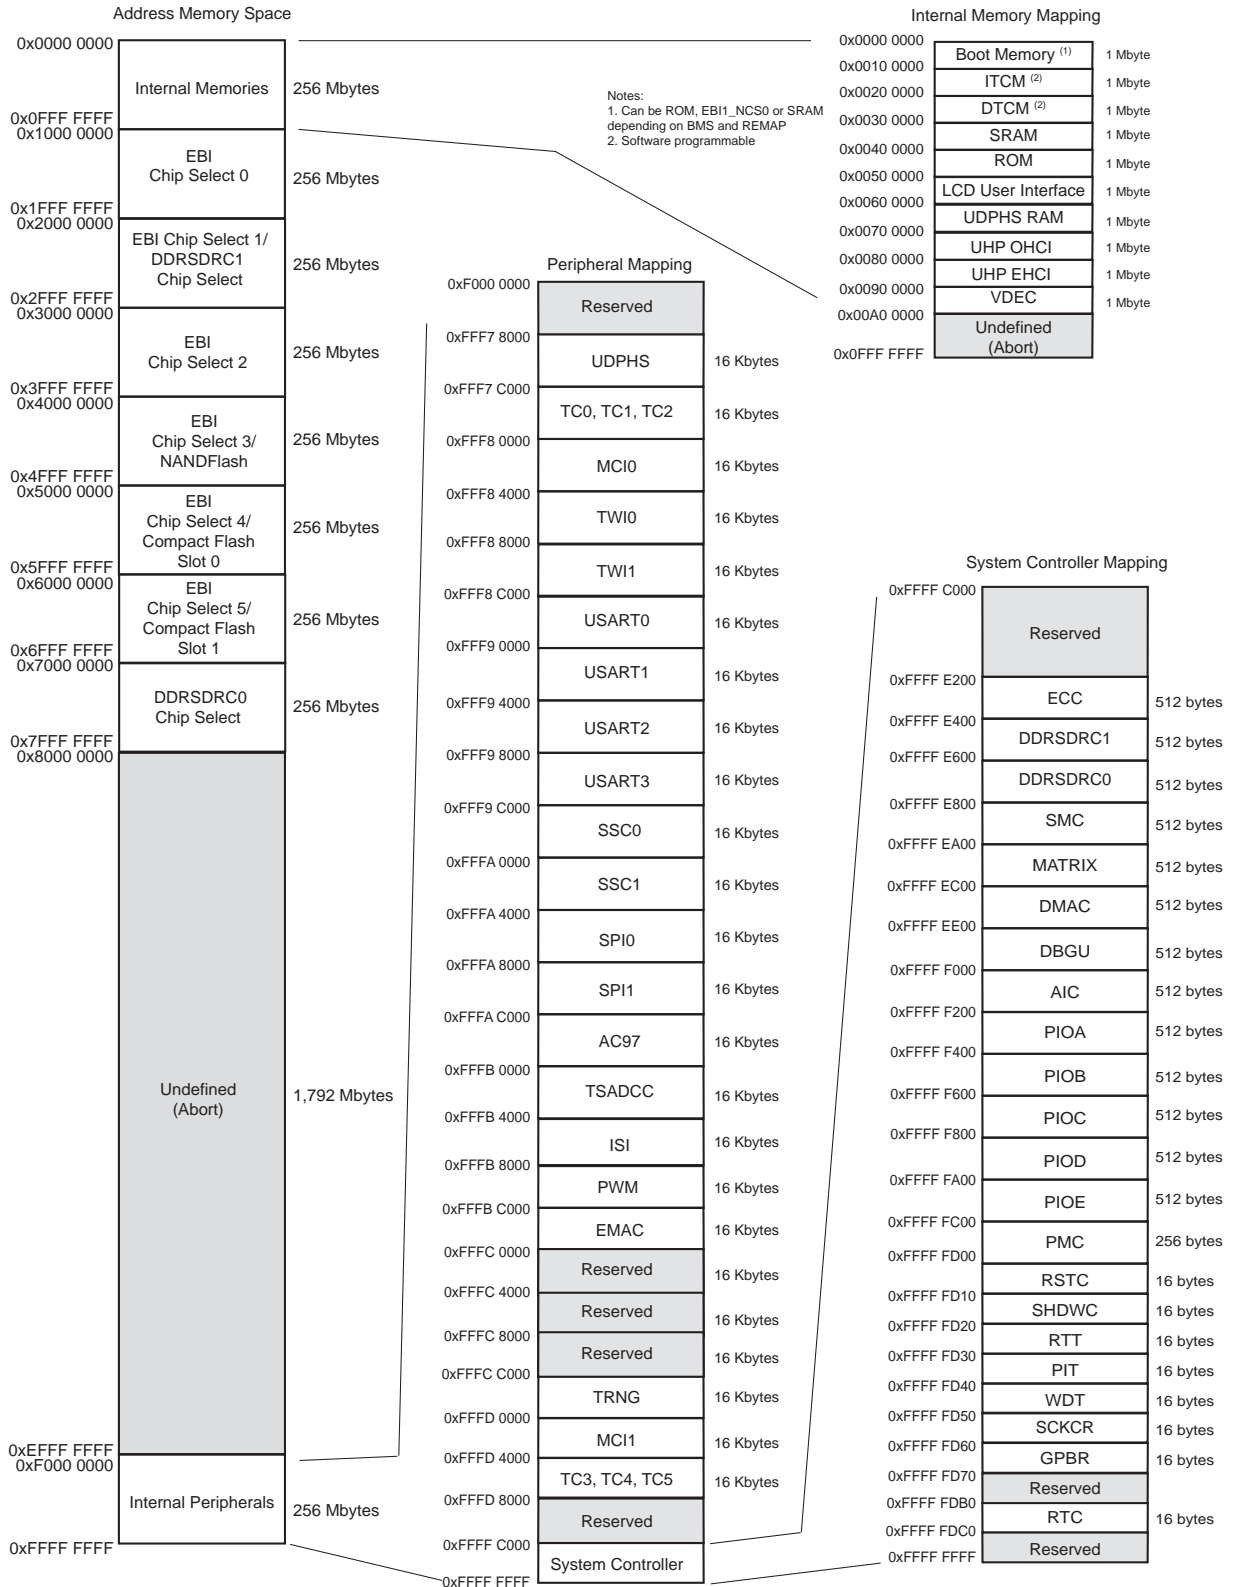 Address Memory Space
0x0000 0000
Internal Memories
256 Mbytes
0x0FFF FFFF
0x1000 0000
EBI
Chip Select 0
256 Mbytes
0x1FFF FFFF
0x2000 0000
EBI Chip Select 1/
DDRSDRC1
Chip Select
256 Mbytes
0x2FFF FFFF
0x3000 0000
EBI
Chip Select 2
256 Mbytes
0x3FFF FFFF
0x4000 0000
EBI
Chip Select 3/
NANDFlash
256 Mbytes
0x4FFF FFFF
0x5000 0000
EBI
Chip Select 4/
Compact Flash
Slot 0
256 Mbytes
0x5FFF FFFF
0x6000 0000
EBI
Chip Select 5/
Compact Flash
Slot 1
256 Mbytes
0x6FFF FFFF
0x7000 0000
DDRSDRC0
Chip Select
256 Mbytes
0x7FFF FFFF
0x8000 0000
Undefined
(Abort)
1,792 Mbytes
0xEFFF FFFF
0xF000 0000
Internal Peripherals
256 Mbytes
0xFFFF FFFF
Notes:
1. Can be ROM, EBI1_NCS0 or SRAM
depending on BMS and REMAP
2. Software programmable
Peripheral Mapping
0xF000 0000
Reserved
0xFFF7 8000
UDPHS 16 Kbytes
0xFFF7 C000
TC0, TC1, TC2 16 Kbytes
0xFFF8 0000
MCI0 16 Kbytes
0xFFF8 4000
TWI0 16 Kbytes
0xFFF8 8000
TWI1 16 Kbytes
0xFFF8 C000
USART0 16 Kbytes
0xFFF9 0000
USART1 16 Kbytes
0xFFF9 4000
USART2 16 Kbytes
0xFFF9 8000
USART3 16 Kbytes
0xFFF9 C000
SSC0 16 Kbytes
0xFFFA 0000
SSC1 16 Kbytes
0xFFFA 4000
SPI0 16 Kbytes
0xFFFA 8000
SPI1 16 Kbytes
0xFFFA C000
AC97 16 Kbytes
0xFFFB 0000
TSADCC 16 Kbytes
0xFFFB 4000
ISI 16 Kbytes
0xFFFB 8000
PWM 16 Kbytes
0xFFFB C000
EMAC 16 Kbytes
0xFFFC 0000
Reserved 16 Kbytes
0xFFFC 4000
Reserved 16 Kbytes
0xFFFC 8000
Reserved 16 Kbytes
0xFFFC C000
TRNG 16 Kbytes
0xFFFD 0000
MCI1 16 Kbytes
0xFFFD 4000
TC3, TC4, TC5 16 Kbytes
0xFFFD 8000
Reserved
0xFFFF C000
System Controller
0xFFFF FFFF
Internal Memory Mapping
0x0000 0000
Boot Memory (1) 1 Mbyte
0x0010 0000
ITCM (2) 1 Mbyte
0x0020 0000
DTCM (2) 1 Mbyte
0x0030 0000
SRAM 1 Mbyte
0x0040 0000
ROM 1 Mbyte
0x0050 0000
LCD User Interface 1 Mbyte
0x0060 0000
UDPHS RAM 1 Mbyte
0x0070 0000
UHP OHCI 1 Mbyte
0x0080 0000
UHP EHCI 1 Mbyte
0x0090 0000
VDEC 1 Mbyte
0x00A0 0000
Undefined
(Abort)
0x0FFF FFFF
System Controller Mapping
0xFFFF C000
Reserved
0xFFFF E200
ECC 512 bytes
0xFFFF E400
DDRSDRC1 512 bytes
0xFFFF E600
DDRSDRC0 512 bytes
0xFFFF E800
SMC 512 bytes
0xFFFF EA00
MATRIX 512 bytes
0xFFFF EC00
DMAC 512 bytes
0xFFFF EE00
DBGU 512 bytes
0xFFFF F000
AIC 512 bytes
0xFFFF F200
PIOA 512 bytes
0xFFFF F400
PIOB 512 bytes
0xFFFF F600
PIOC 512 bytes
0xFFFF F800
PIOD 512 bytes
0xFFFF FA00
PIOE 512 bytes
0xFFFF FC00
PMC 256 bytes
0xFFFF FD00
RSTC 16 bytes
0xFFFF FD10
SHDWC 16 bytes
0xFFFF FD20
RTT 16 bytes
0xFFFF FD30
PIT 16 bytes
0xFFFF FD40
WDT 16 bytes
0xFFFF FD50
SCKCR 16 bytes
0xFFFF FD60
GPBR 16 bytes
0xFFFF FD70
Reserved
0xFFFF FDB0
RTC 16 bytes
0xFFFF FDC0
Reserved
0xFFFF FFFF